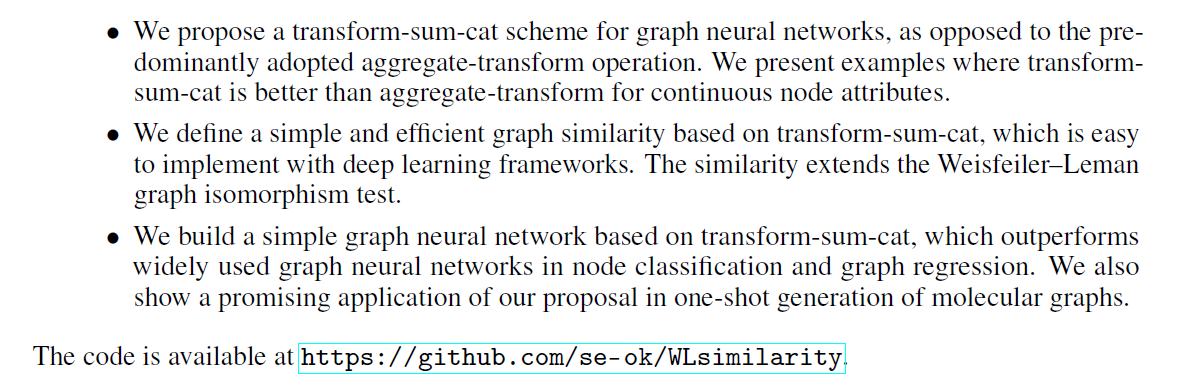 • We propose a transform-sum-cat scheme for graph neural networks, as opposed to the pre-
dominantly adopted aggregate-transform operation. We present examples where transform-
sum-cat is better than aggregate-transform for continuous node attributes.
• We define a simple and efficient graph similarity based on transform-sum-cat, which is easy
to implement with deep learning frameworks. The similarity extends the Weisfeiler–Leman
graph isomorphism test.
• We build a simple graph neural network based on transform-sum-cat, which outperforms
widely used graph neural networks in node classification and graph regression. We also
show a promising application of our proposal in one-shot generation of molecular graphs.
The code is available at https://github.com/se-ok/WLsimilarity.